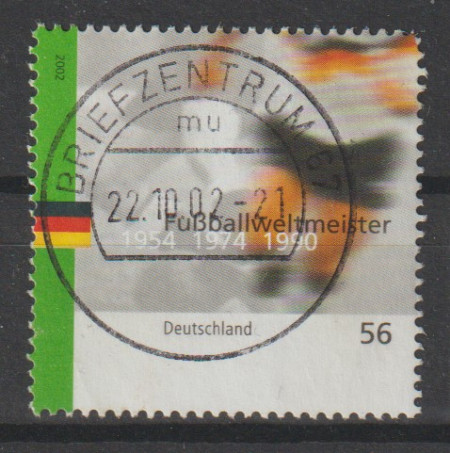 2002
BRIEFZENTRUM 67
mu
22.10.02-21
Fußballweltmeister
1954 1974 1990
Deutschland
56